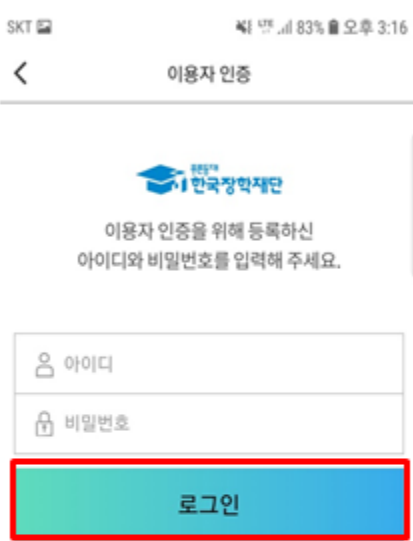 SKT LTE 83% 오후 3:16
이용자 인증
한국장학재단
이용자 인증을 위해 등록하신
아이디와 비밀번호를 입력해 주세요.
아이디
비밀번호
로그인